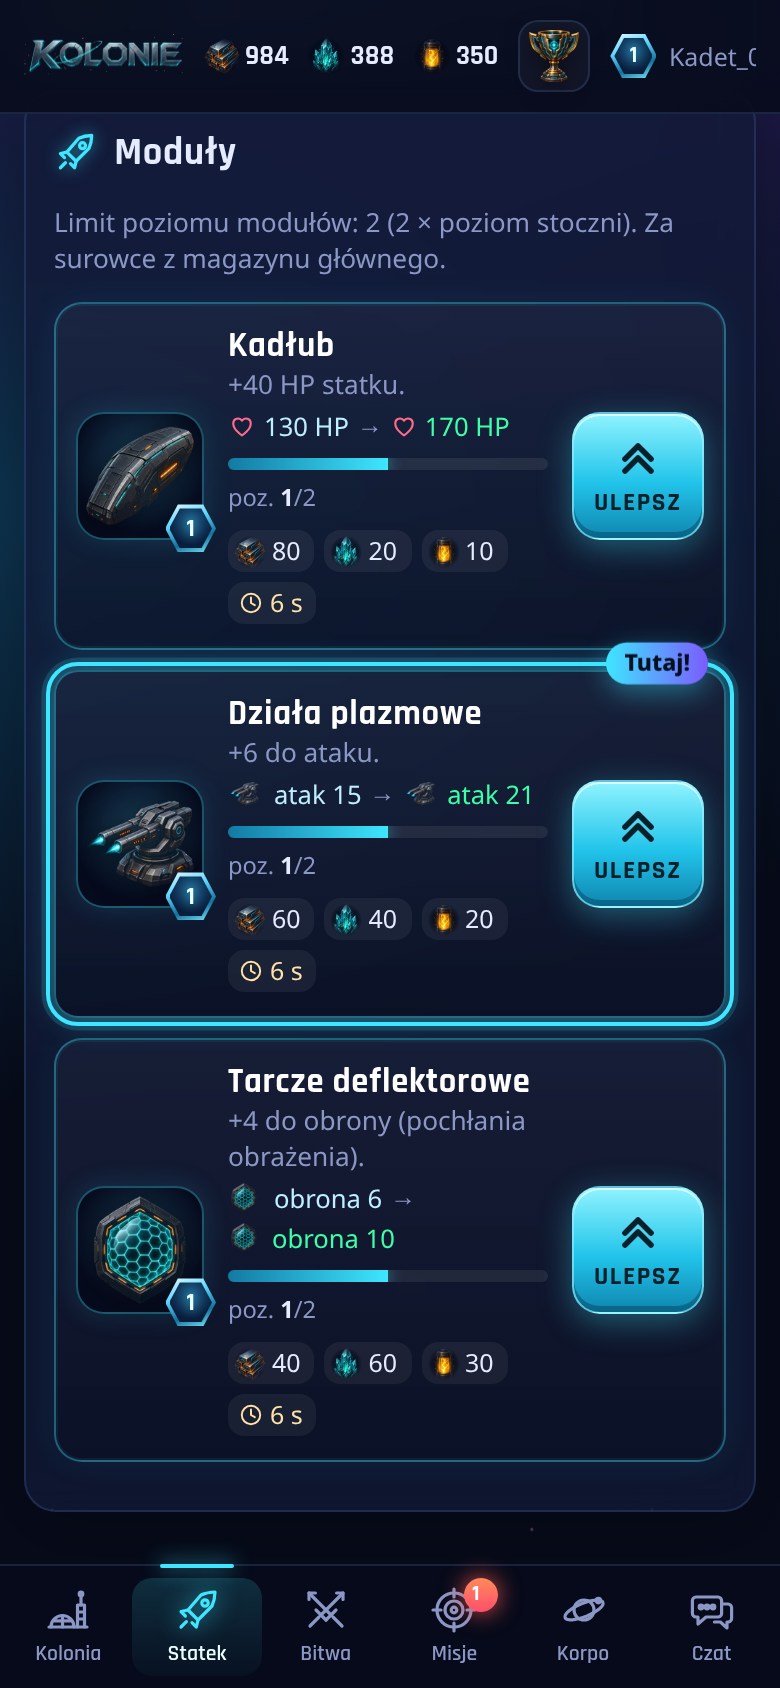 KOLONIE 984 388 350 1 Kadet_0
Moduły
Limit poziomu modułów: 2 (2 × poziom stoczni). Za
surowce z magazynu głównego.
Kadłub
+40 HP statku.
130 HP → 170 HP
poz. 1/2
1
80 20 10
6 s
ULEPSZ
Tutaj!
Działa plazmowe
+6 do ataku.
atak 15 → atak 21
poz. 1/2
1
60 40 20
6 s
ULEPSZ
Tarcze deflektorowe
+4 do obrony (pochłania
obrażenia).
obrona 6 →
obrona 10
poz. 1/2
1
40 60 30
6 s
ULEPSZ
1
Kolonia Statek Bitwa Misje Korpo Czat